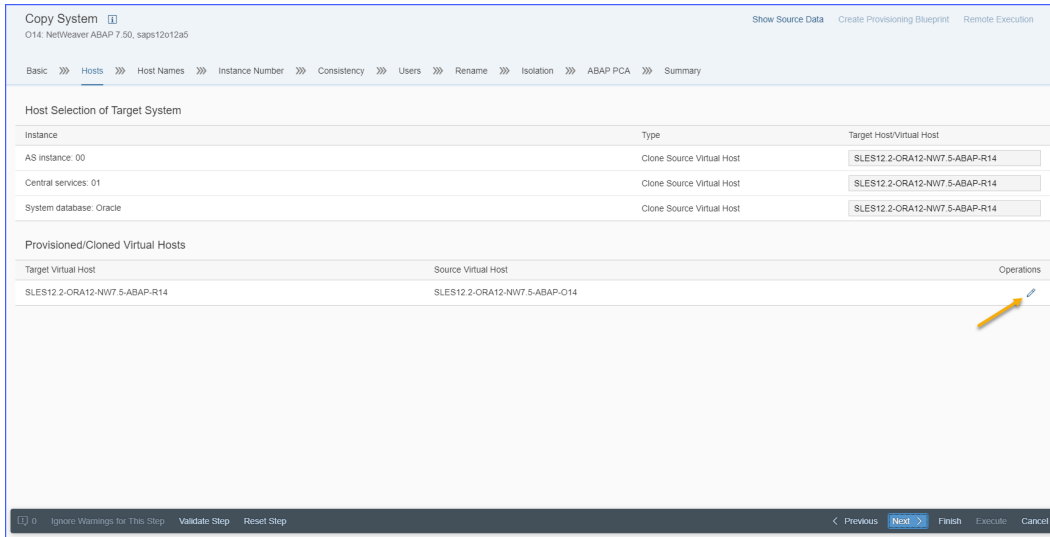 Copy System
Show Source Data Create Provisioning Blueprint Remote Execution
O14: NetWeaver ABAP 7.50, saps12o12a5
Basic Hosts Host Names Instance Number Consistency Users Rename Isolation ABAP PCA Summary
Host Selection of Target System
Instance Type Target Host/Virtual Host
AS instance: 00 Clone Source Virtual Host SLES12.2-ORA12-NW7.5-ABAP-R14
Central services: 01 Clone Source Virtual Host SLES12.2-ORA12-NW7.5-ABAP-R14
System database: Oracle Clone Source Virtual Host SLES12.2-ORA12-NW7.5-ABAP-R14
Provisioned/Cloned Virtual Hosts
Target Virtual Host Source Virtual Host Operations
SLES12.2-ORA12-NW7.5-ABAP-R14 SLES12.2-ORA12-NW7.5-ABAP-O14
0 Ignore Warnings for This Step Validate Step Reset Step < Previous Next > Finish Execute Cancel